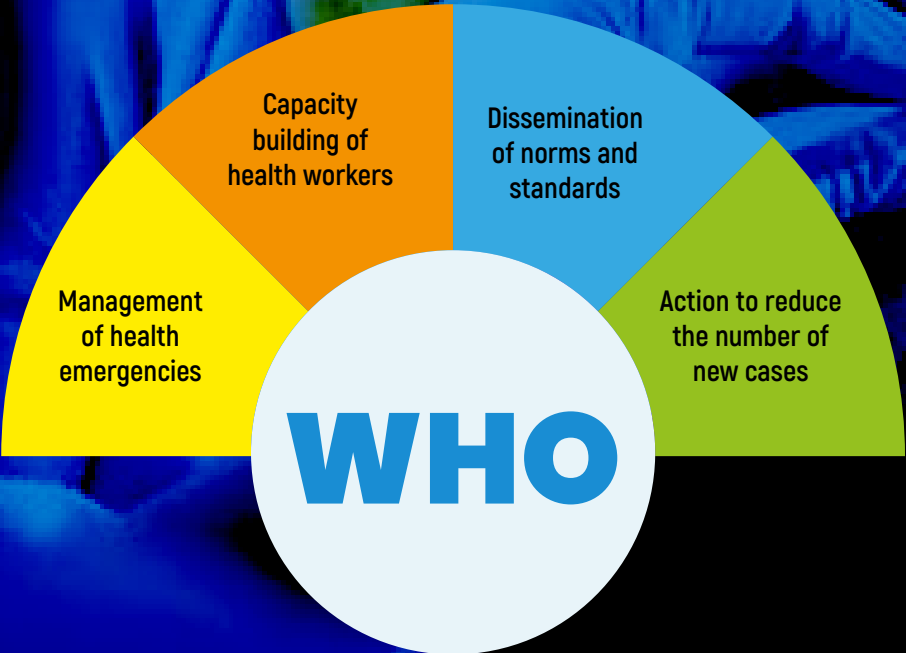 Capacity
building of
health workers
Dissemination
of norms and
standards
Management
of health
emergencies
Action to reduce
the number of
new cases
WHO